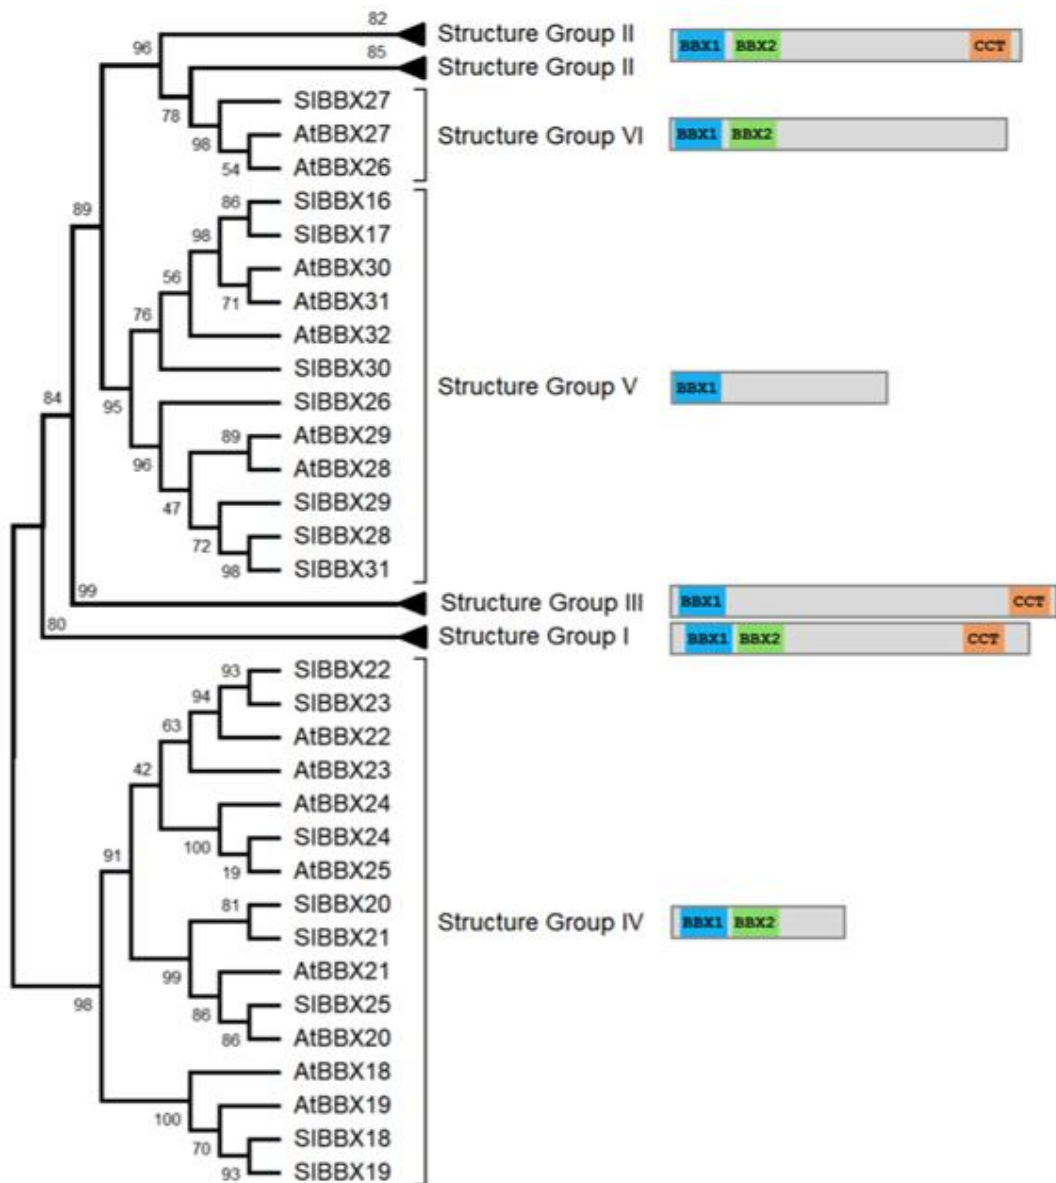 82
Structure Group II
BBX1 BBX2 CCT
96
85
Structure Group II
78
SlBBX27
98
AtBBX27
Structure Group VI
BBX1 BBX2
54
AtBBX26
86
SlBBX16
89
98
SlBBX17
AtBBX30
56
71
AtBBX31
76
AtBBX32
SlBBX30
84
95
SlBBX26
Structure Group V
BBX1
89
AtBBX29
96
AtBBX28
47
SlBBX29
72
SlBBX28
98
SlBBX31
99
Structure Group III
BBX1 CCT
80
Structure Group I
BBX1 BBX2 CCT
93
SlBBX22
94
SlBBX23
63
AtBBX22
42
AtBBX23
AtBBX24
100
SlBBX24
91
19
AtBBX25
81
SlBBX20
Structure Group IV
BBX1 BBX2
SlBBX21
99
AtBBX21
98
86
SlBBX25
86
AtBBX20
AtBBX18
100
AtBBX19
70
SlBBX18
93
SlBBX19